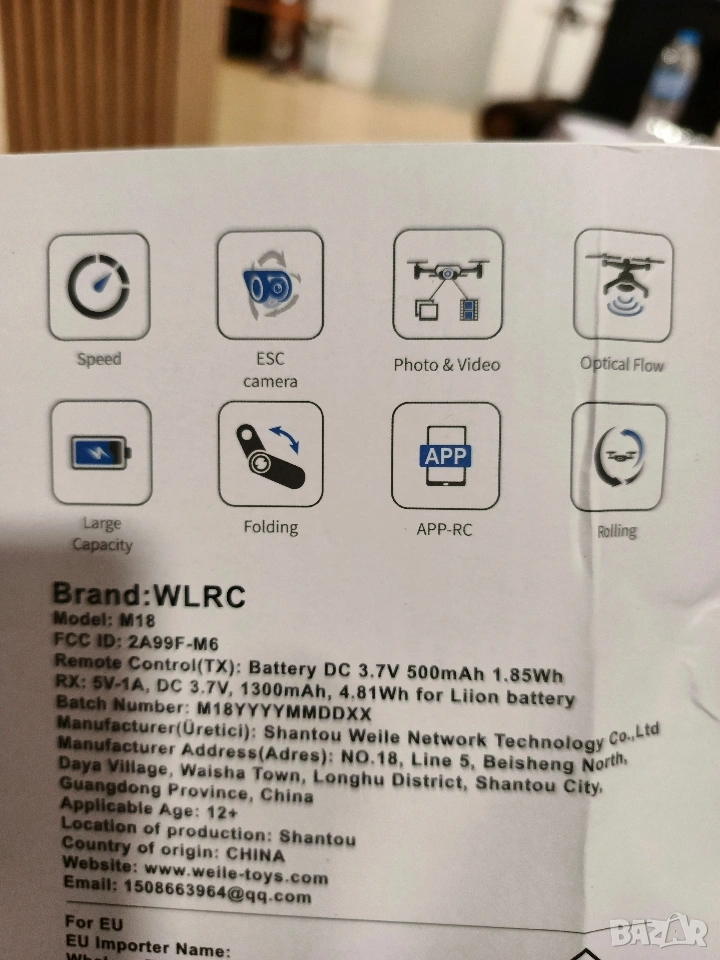 Speed
ESC
camera
Photo & Video
Optical Flow
Large
Capacity
Folding
APP
APP-RC
Rolling
Brand:WLRC
Model: M18
FCC ID: 2A99F-M6
Remote Control(TX): Battery DC 3.7V 500mAh 1.85Wh
RX: 5V-1A, DC 3.7V, 1300mAh, 4.81Wh for Liion battery
Batch Number: M18YYYYMMDDXX
Manufacturer(Üretici): Shantou Weile Network Technology Co.,Ltd
Manufacturer Address(Adres): NO.18, Line 5, Beisheng North,
Daya Village, Waisha Town, Longhu District, Shantou City,
Guangdong Province, China
Applicable Age: 12+
Location of production: Shantou
Country of origin: CHINA
Website: www.weile-toys.com
Email: 1508663964@qq.com
For EU
EU Importer Name:
BAZAR